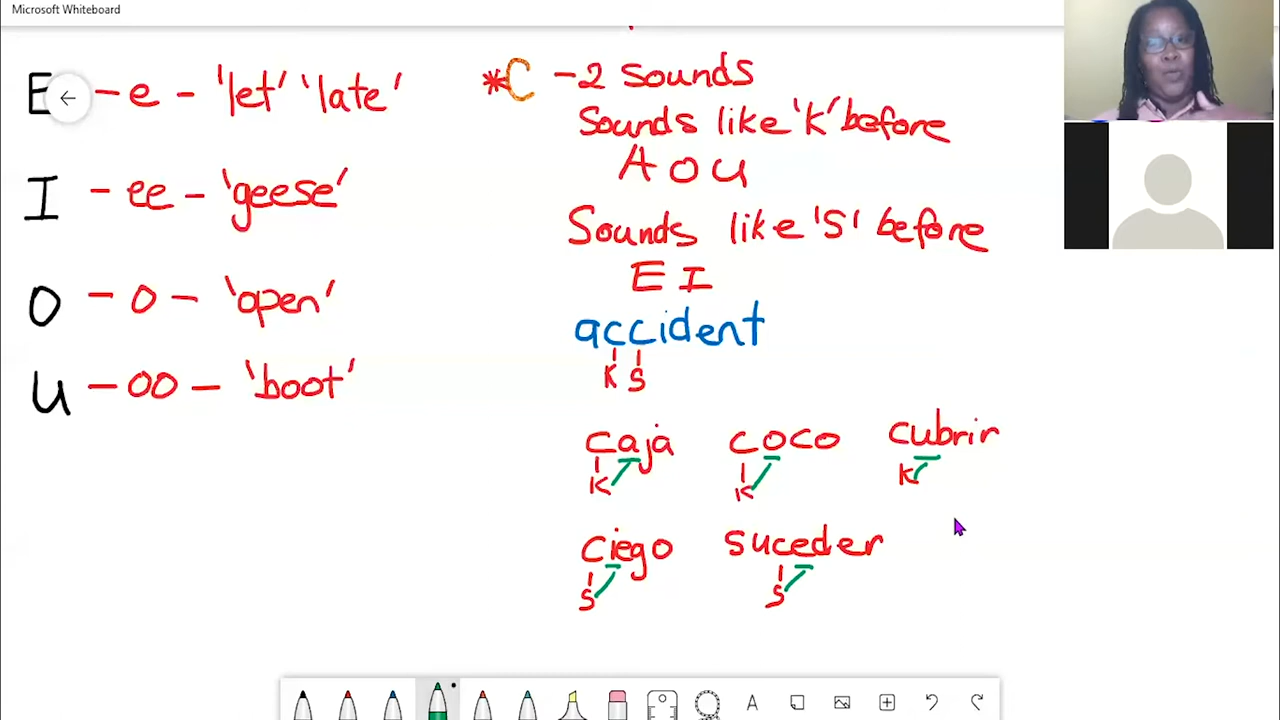 Microsoft Whiteboard
E - e - 'let' 'late'
I - ee - 'geese'
O - o - 'open'
U - oo - 'boot'
*C - 2 sounds
Sounds like 'K' before
A O U
Sounds like 'S' before
E I
accident
K S
caja coco cubrir
K K K
ciego suceder
S S
A